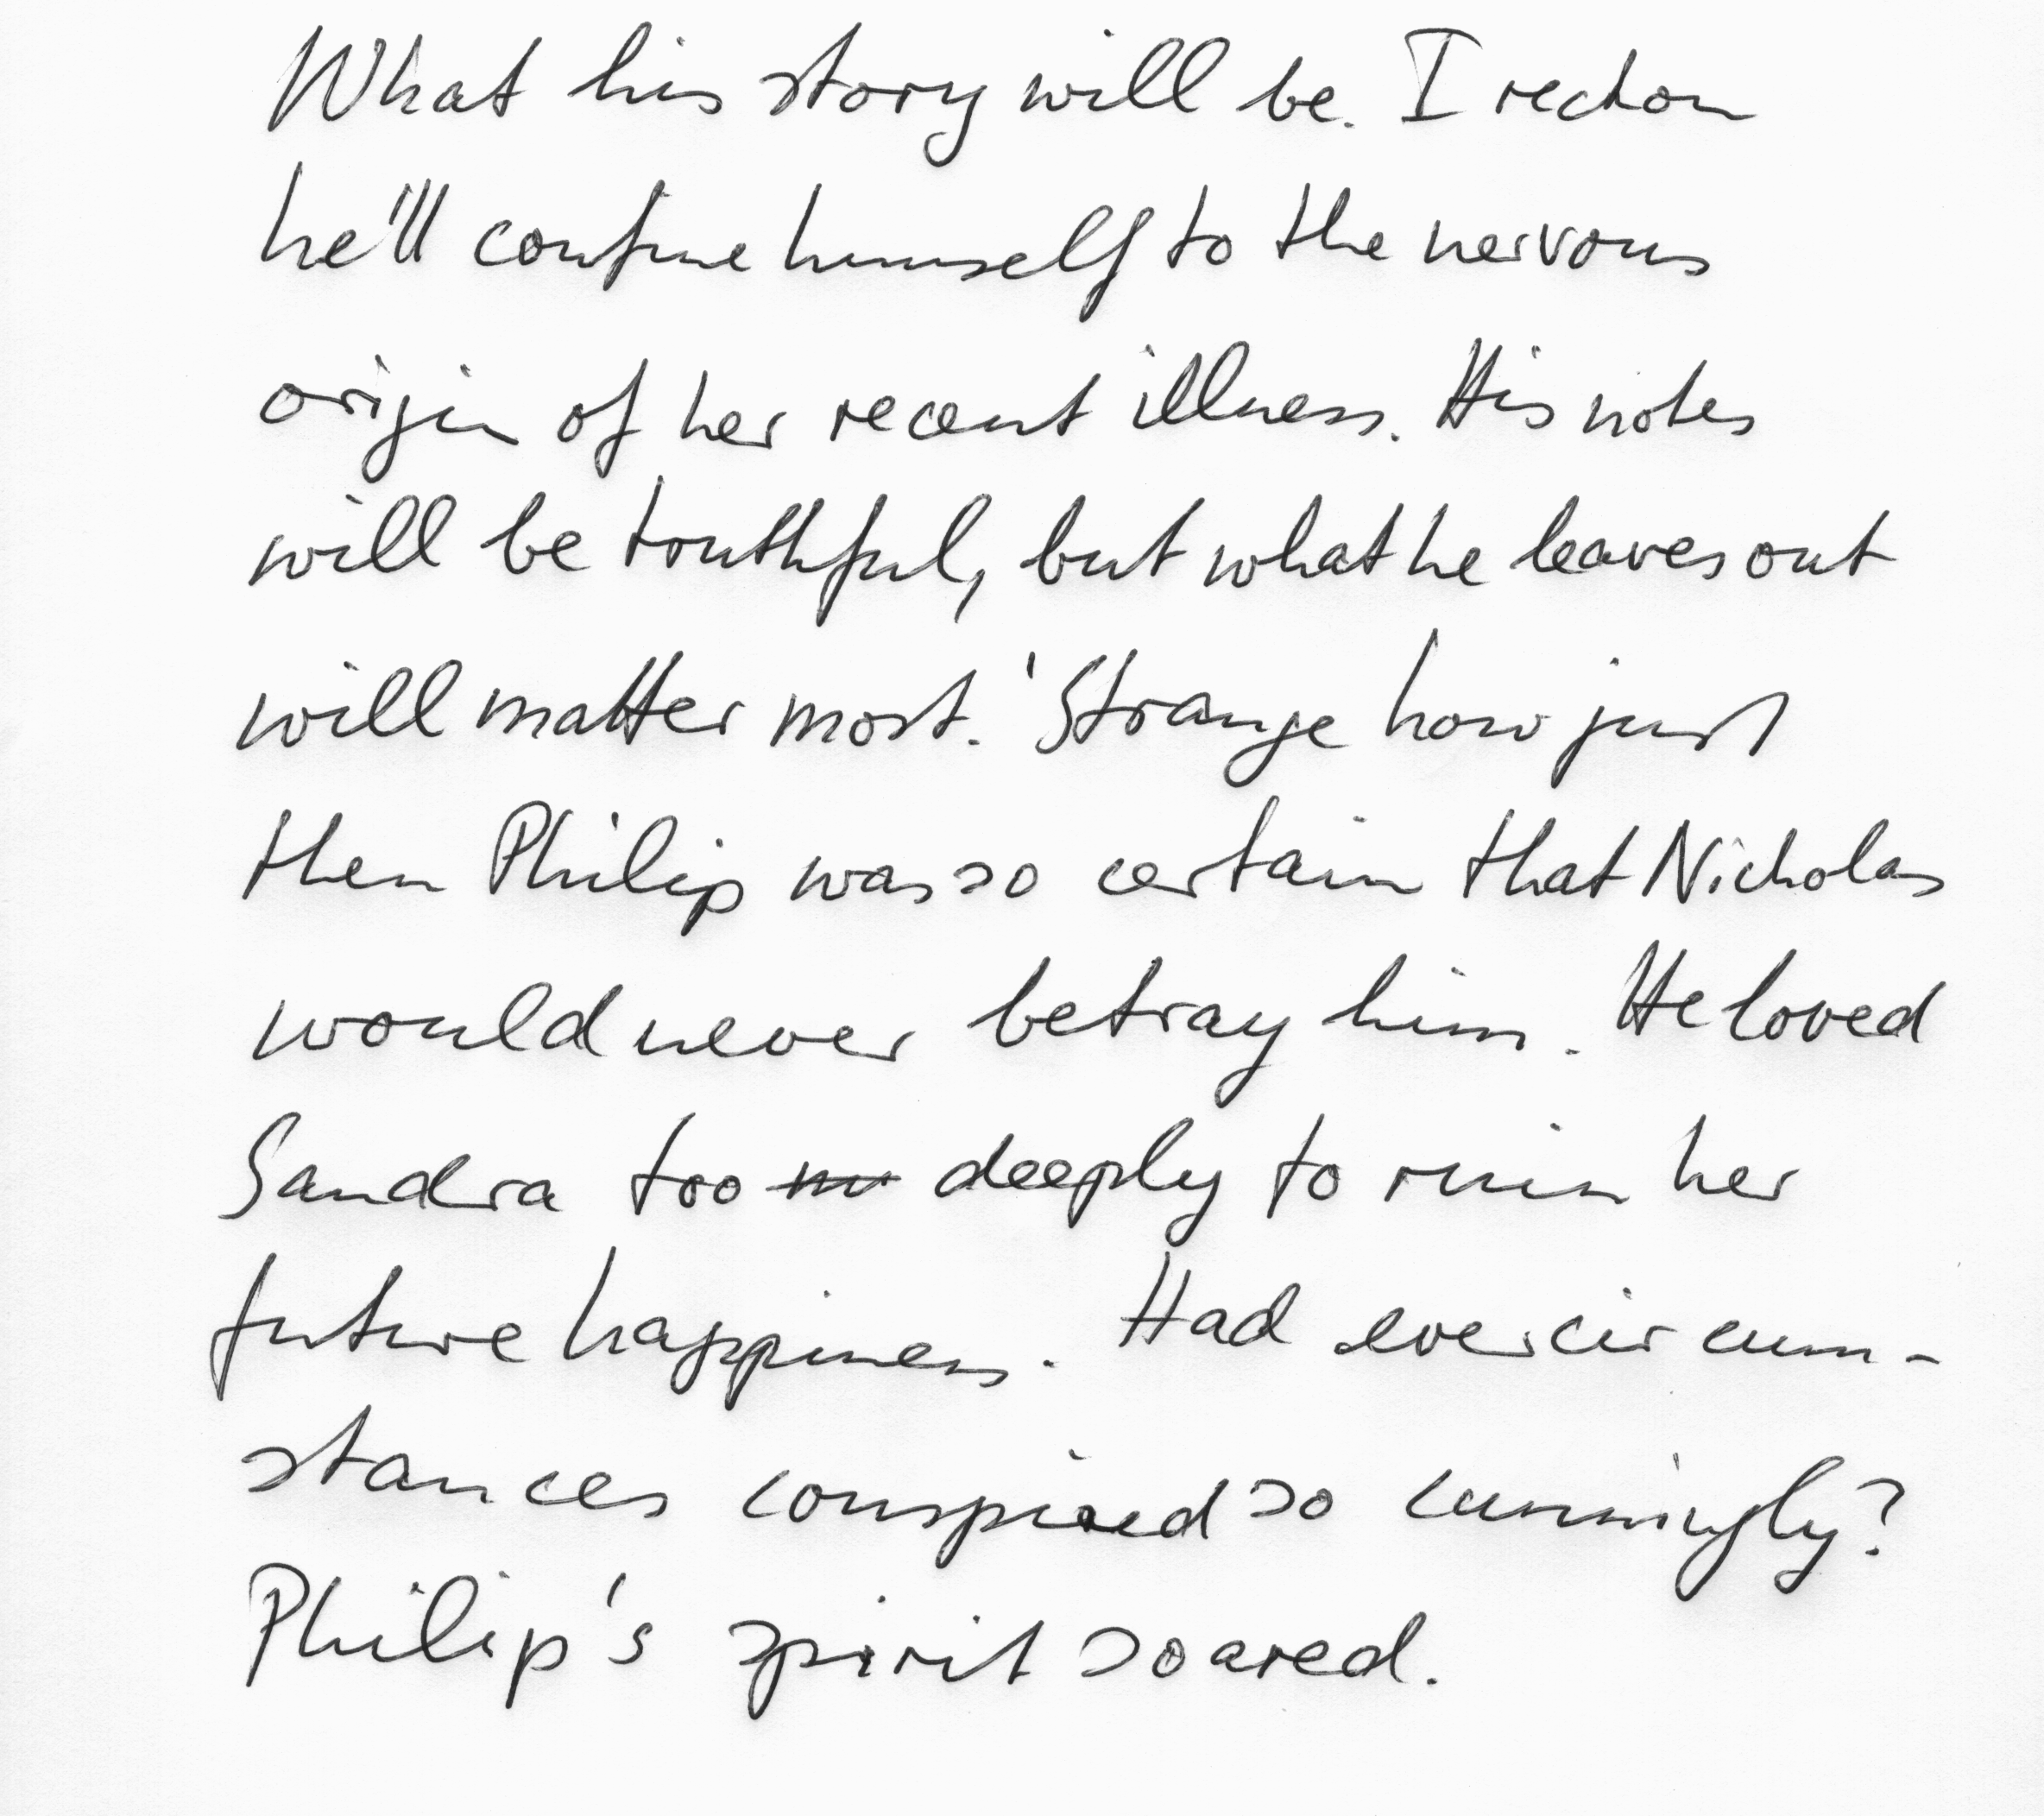 What his story will be. I reckon
he'll confine himself to the nervous
origin of her recent illness. His notes
will be truthful, but what he leaves out
will matter most.' Strange how just
then Philip was so certain that Nicholas
would never betray him. He loved
Sandra too deeply to ruin her
future happiness. Had ever circum-
stances conspired so cunningly?
Philip's spirit soared.